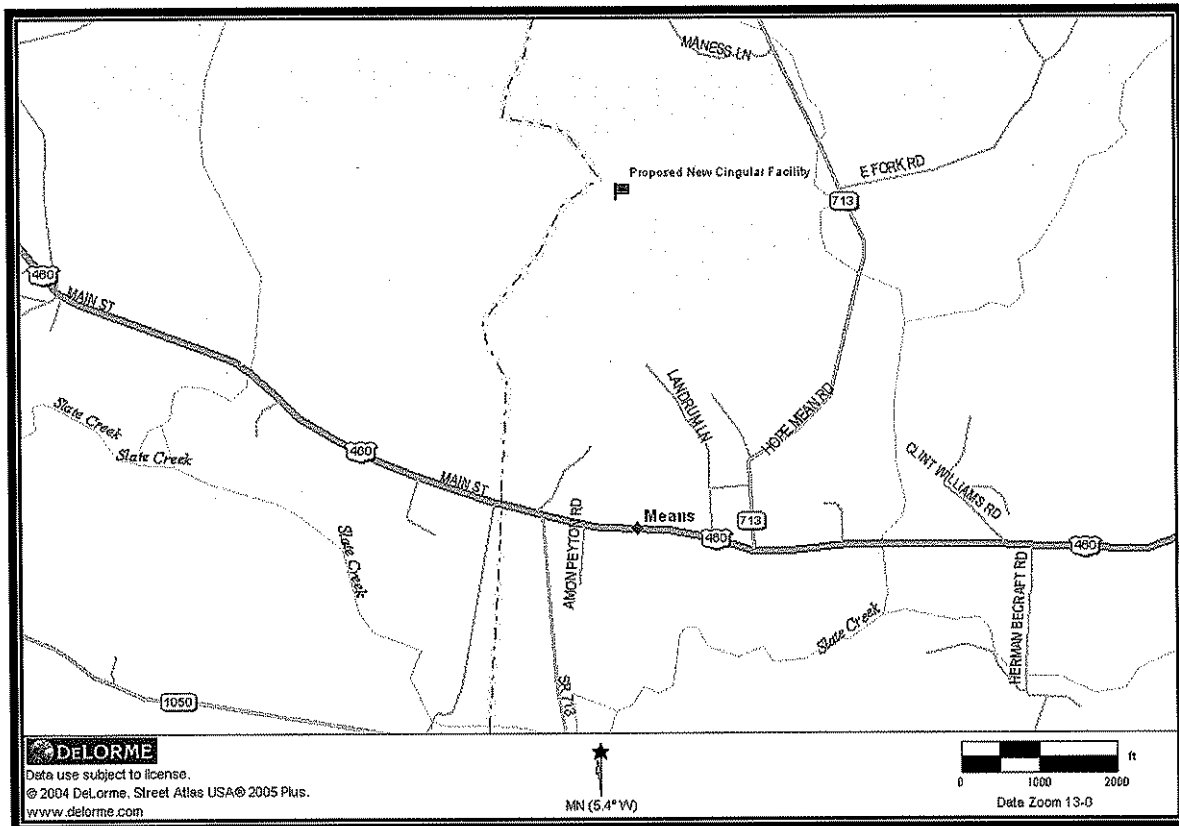 MANESS LN
Proposed New Cingular Facility
E FORK RD
713
460
MAIN ST
LANDRUM LN
HOPE MEAN RD
Slate Creek
Slate Creek
460
MAIN ST
CLINT WILLIAMS RD
Slate Creek
AMON PEYTON RD
Means
713
460
460
Slate Creek
HERMAN BECRAFT RD
SR 713
1050
DELORME
Data use subject to license.
© 2004 DeLorme. Street Atlas USA® 2005 Plus.
www.delorme.com
MN (5.4° W)
ft
0 1000 2000
Data Zoom 13-0